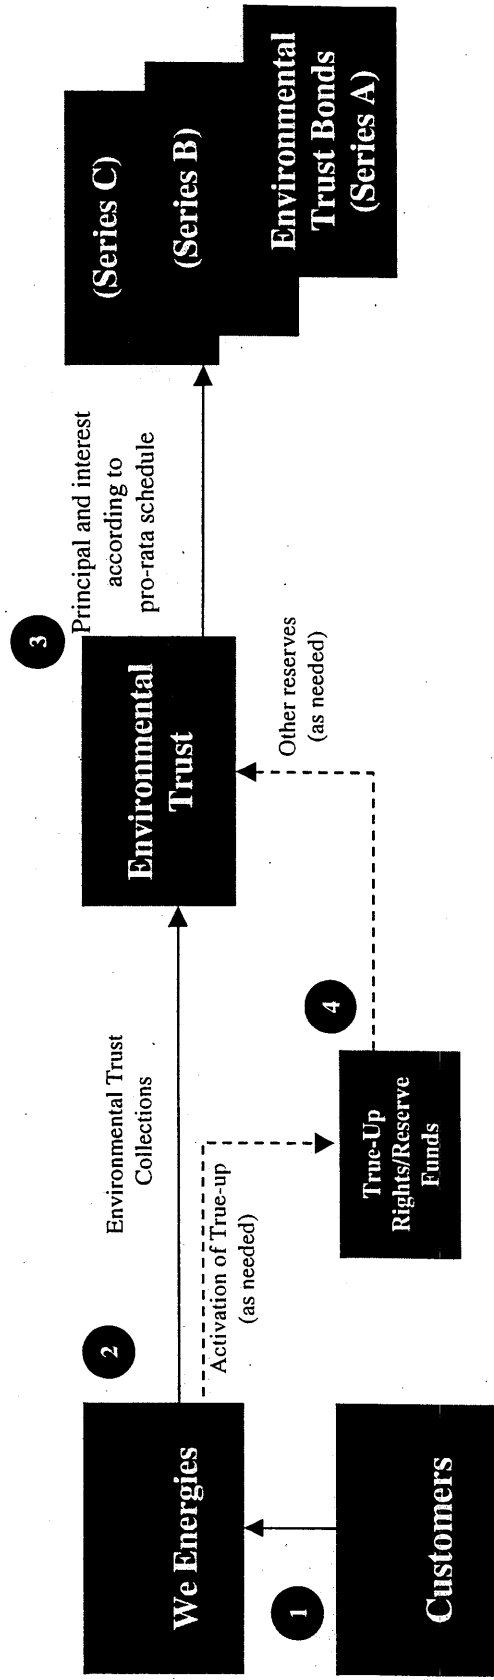 1
Customers
We Energies
2
Environmental Trust
Collections
Activation of True-up
(as needed)
True-Up
Rights/Reserve
Funds
4
Other reserves
(as needed)
Environmental
Trust
3
Principal and interest
according to
pro-rata schedule
(Series C)
(Series B)
Environmental
Trust Bonds
(Series A)